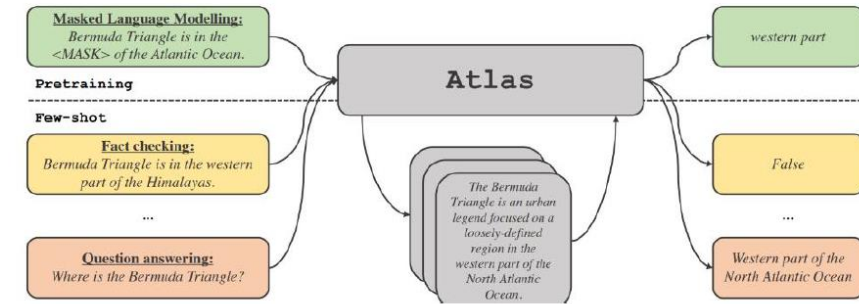 Masked Language Modelling:
Bermuda Triangle is in the
<MASK> of the Atlantic Ocean.
Atlas
western part
Pretraining
Few-shot
Fact checking:
Bermuda Triangle is in the western
part of the Himalayas.
...
Question answering:
Where is the Bermuda Triangle?
The Bermuda
Triangle is an urban
legend focused on a
loosely-defined
region in the
western part of the
North Atlantic
Ocean.
False
...
Western part of the
North Atlantic Ocean